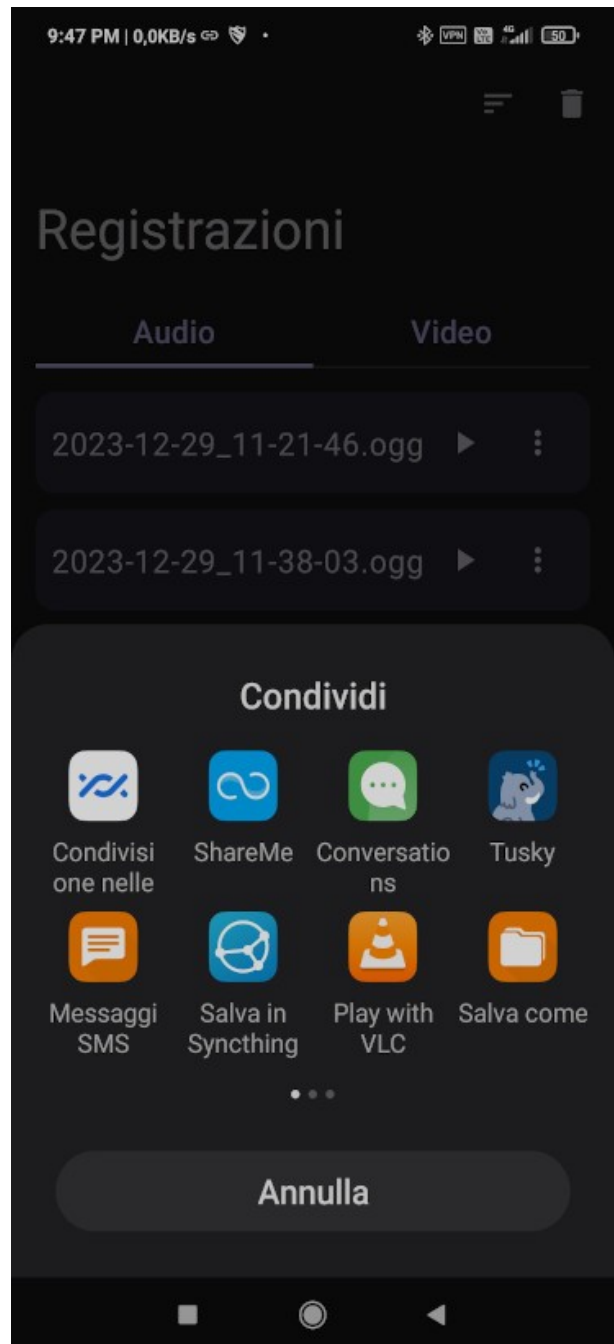 9:47 PM | 0,0KB/s
VPN Vo LTE 4G 50
Registrazioni
Audio Video
2023-12-29_11-21-46.ogg
2023-12-29_11-38-03.ogg
Condividi
Condivisi ShareMe Conversatio Tusky
one nelle ns
Messaggi Salva in Play with Salva come
SMS Syncthing VLC
Annulla